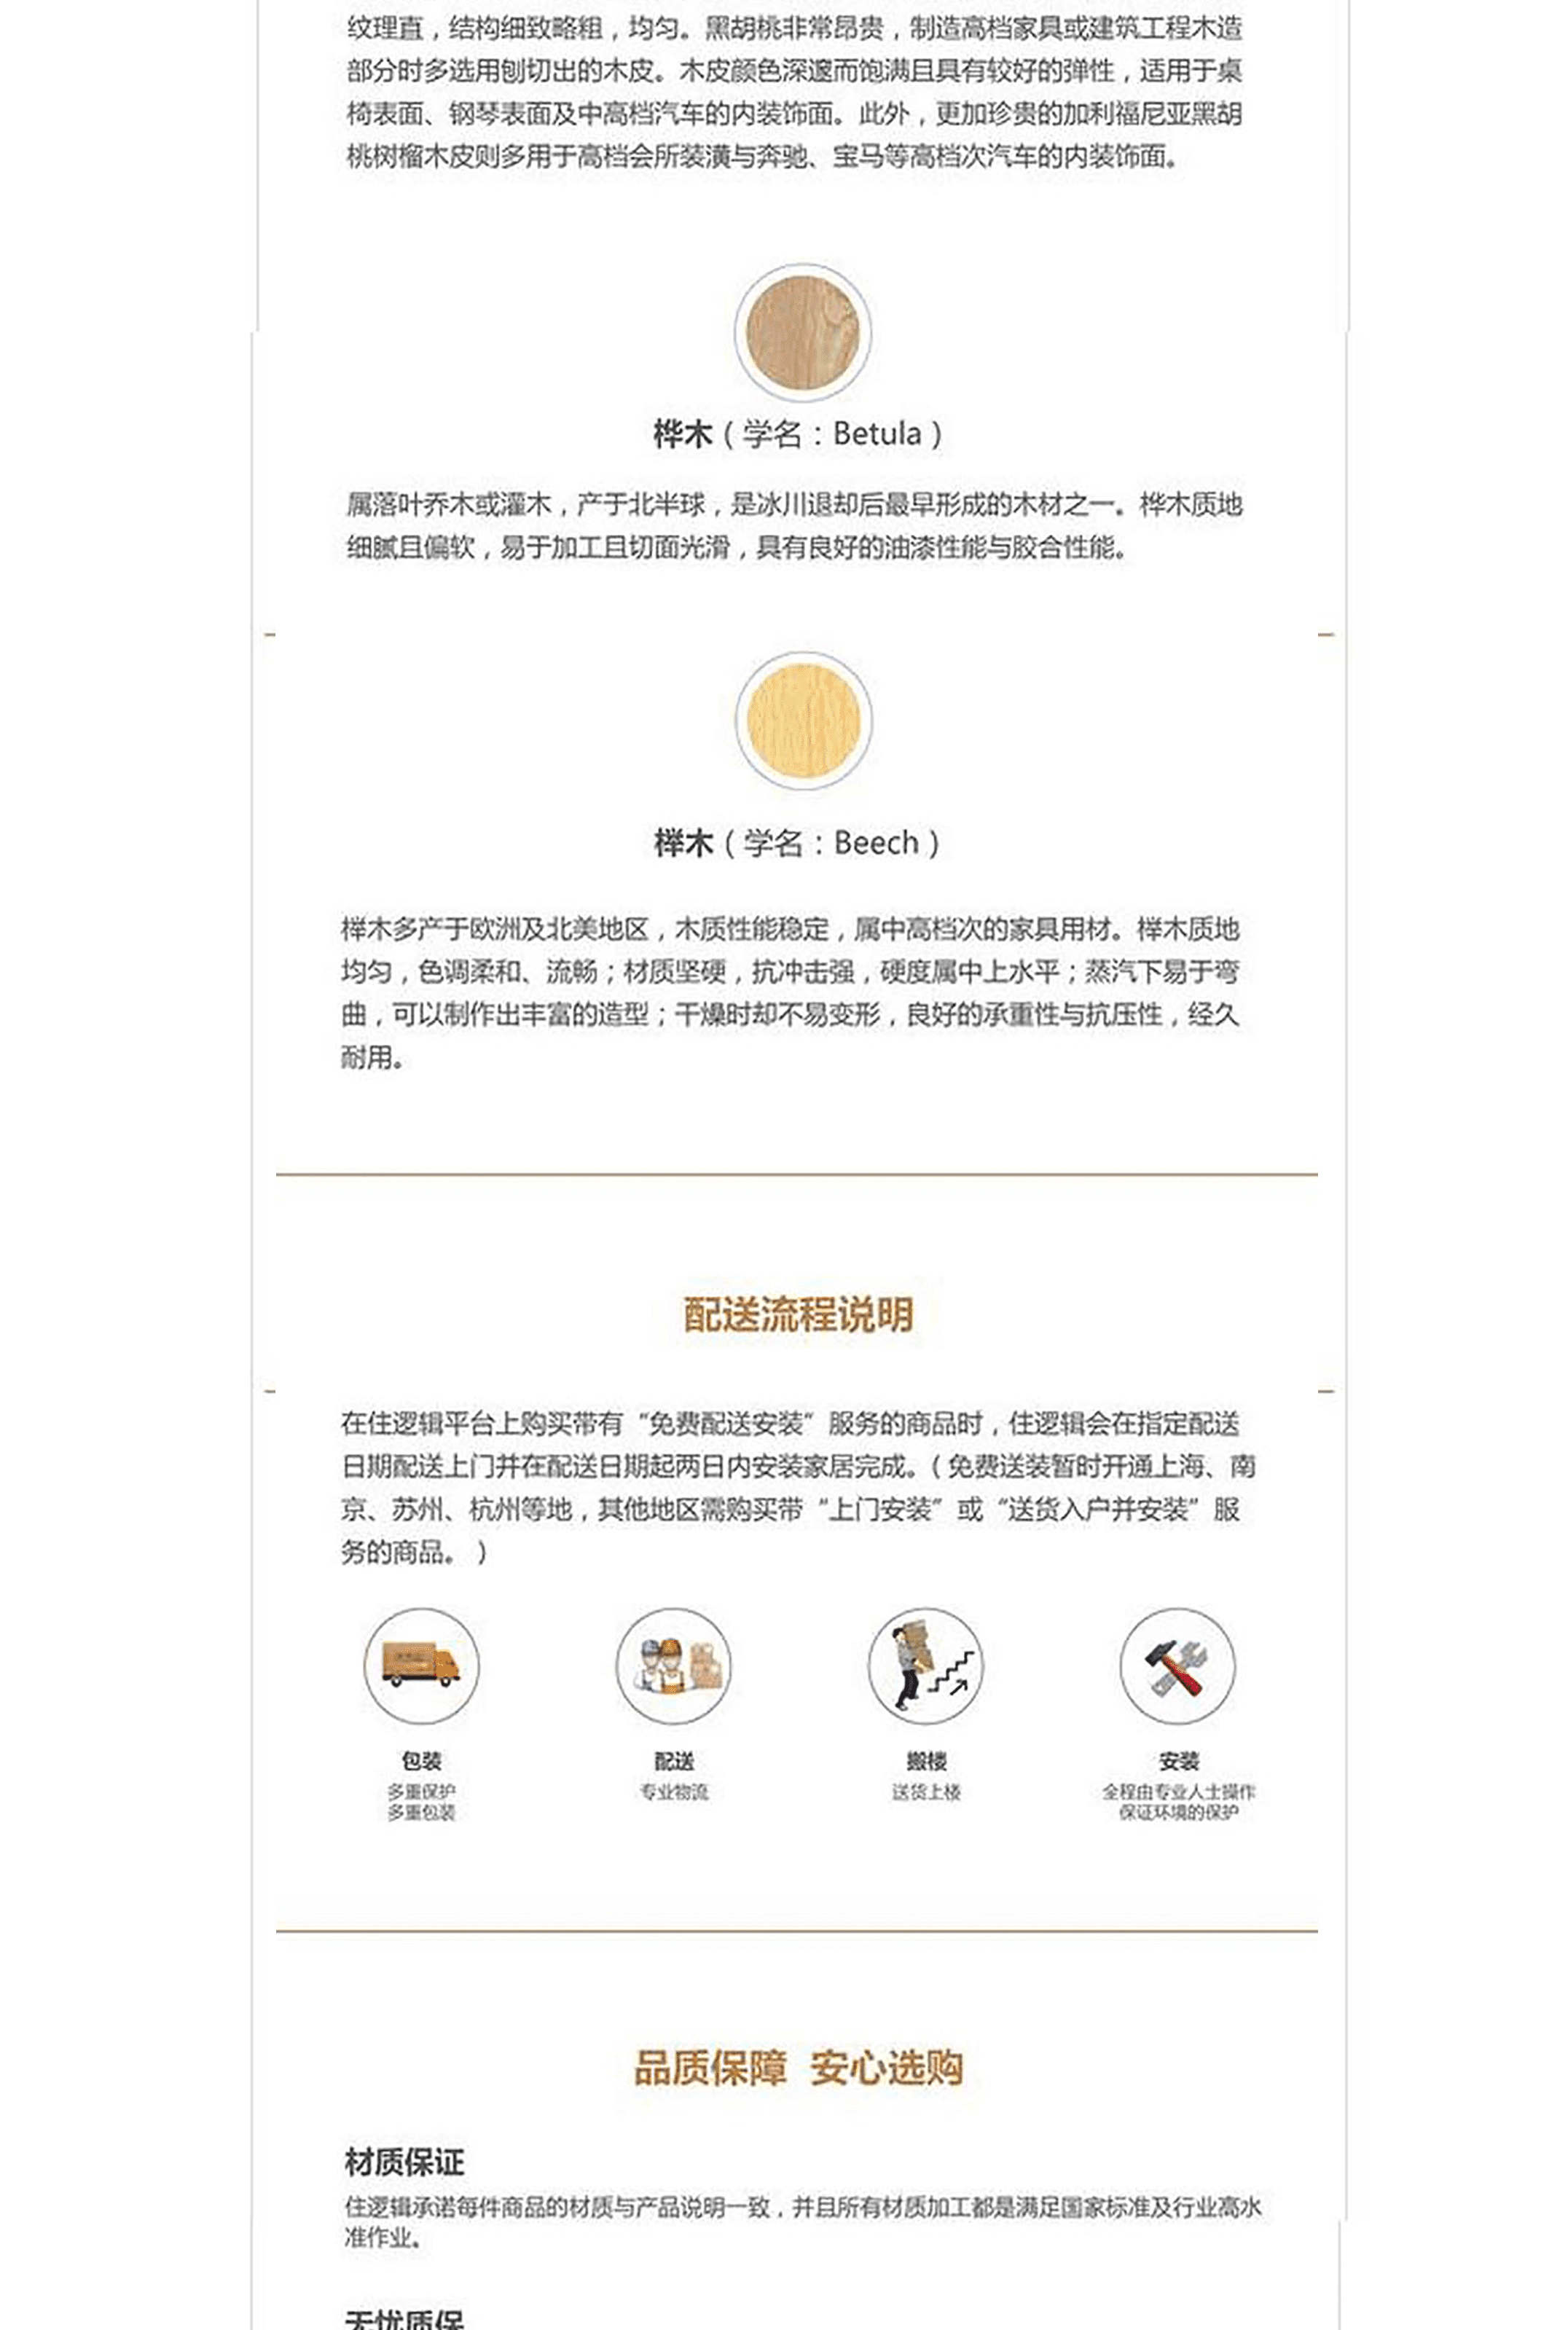 纹理直，结构细致略粗，均匀。黑胡桃非常昂贵，制造高档家具或建筑工程木造
部分时多选用刨切出的木皮。木皮颜色深邃而饱满且具有较好的弹性，适用于桌
椅表面、钢琴表面及中高档汽车的内装饰面。此外，更加珍贵的加利福尼亚黑胡
桃树榴木皮则多用于高档会所装潢与奔驰、宝马等高档次汽车的内装饰面。
桦木（学名：Betula）
属落叶乔木或灌木，产于北半球，是冰川退却后最早形成的木材之一。桦木质地
细腻且偏软，易于加工且切面光滑，具有良好的油漆性能与胶合性能。
榉木（学名：Beech）
榉木多产于欧洲及北美地区，木质性能稳定，属中高档次的家具用材。榉木质地
均匀，色调柔和、流畅；材质坚硬，抗冲击强，硬度属中上水平；蒸汽下易于弯
曲，可以制作出丰富的造型；干燥时却不易变形，良好的承重性与抗压性，经久
耐用。
配送流程说明
在住逻辑平台上购买带有“免费配送安装”服务的商品时，住逻辑会在指定配送
日期配送上门并在配送日期起两日内安装家居完成。（免费送装暂时开通上海、南
京、苏州、杭州等地，其他地区需购买带“上门安装”或“送货入户并安装”服
务的商品。）
包装
多重保护
多重包装
配送
专业物流
搬楼
送货上楼
安装
全程由专业人士操作
保证环境的保护
品质保障 安心选购
材质保证
住逻辑承诺每件商品的材质与产品说明一致，并且所有材质加工都是满足国家标准及行业高水
准作业。
无忧质保